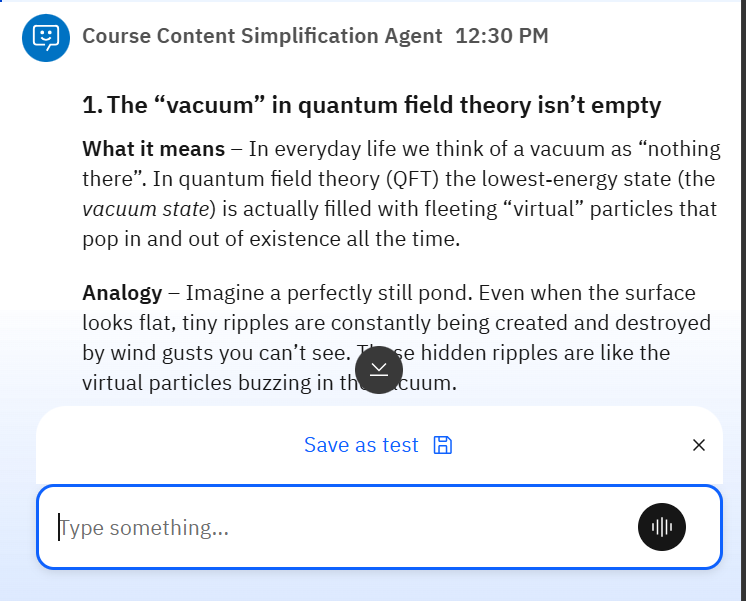 Course Content Simplification Agent 12:30 PM
1. The “vacuum” in quantum field theory isn’t empty
What it means – In everyday life we think of a vacuum as “nothing
there”. In quantum field theory (QFT) the lowest-energy state (the
vacuum state) is actually filled with fleeting “virtual” particles that
pop in and out of existence all the time.
Analogy – Imagine a perfectly still pond. Even when the surface
looks flat, tiny ripples are constantly being created and destroyed
by wind gusts you can’t see. These hidden ripples are like the
virtual particles buzzing in the vacuum.
Save as test
Type something...